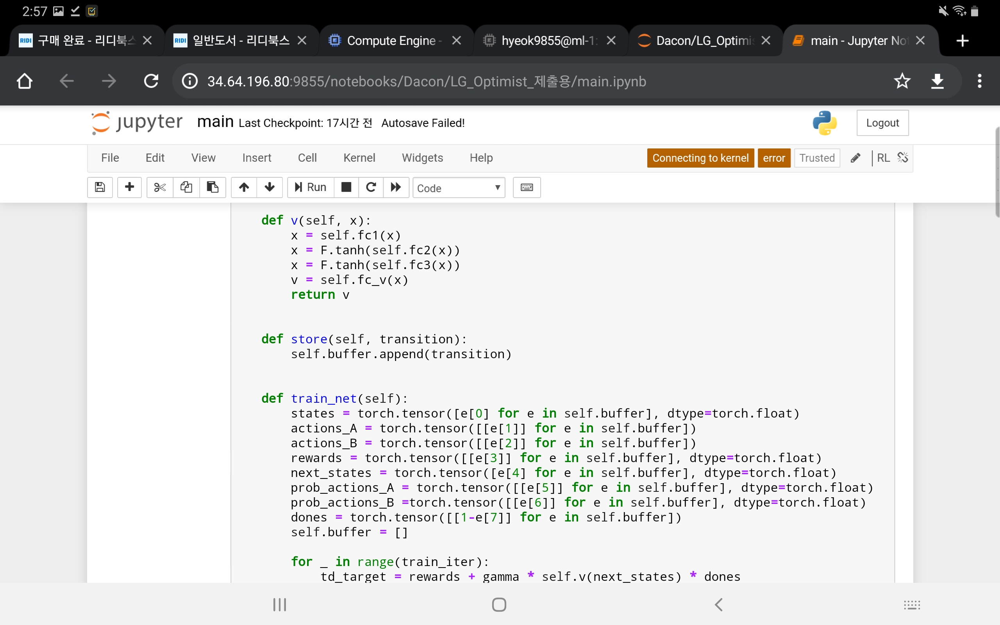 2:57
RIDI 구매 완료 - 리디북스
RIDI 일반도서 - 리디북스
Compute Engine -
hyeok9855@ml-1:
Dacon/LG_Optimis
main - Jupyter Not
34.64.196.80:9855/notebooks/Dacon/LG_Optimist_제출용/main.ipynb
jupyter main Last Checkpoint: 17시간 전 Autosave Failed!
Logout
File Edit View Insert Cell Kernel Widgets Help
Connecting to kernel error Trusted RL
Run Code
def v(self, x):
x = self.fc1(x)
x = F.tanh(self.fc2(x))
x = F.tanh(self.fc3(x))
v = self.fc_v(x)
return v
def store(self, transition):
self.buffer.append(transition)
def train_net(self):
states = torch.tensor([e[0] for e in self.buffer], dtype=torch.float)
actions_A = torch.tensor([[e[1]] for e in self.buffer])
actions_B = torch.tensor([[e[2]] for e in self.buffer])
rewards = torch.tensor([[e[3]] for e in self.buffer], dtype=torch.float)
next_states = torch.tensor([e[4] for e in self.buffer], dtype=torch.float)
prob_actions_A = torch.tensor([[e[5]] for e in self.buffer], dtype=torch.float)
prob_actions_B =torch.tensor([[e[6]] for e in self.buffer], dtype=torch.float)
dones = torch.tensor([[1-e[7]] for e in self.buffer])
self.buffer = []
for _ in range(train_iter):
td_target = rewards + gamma * self.v(next_states) * dones